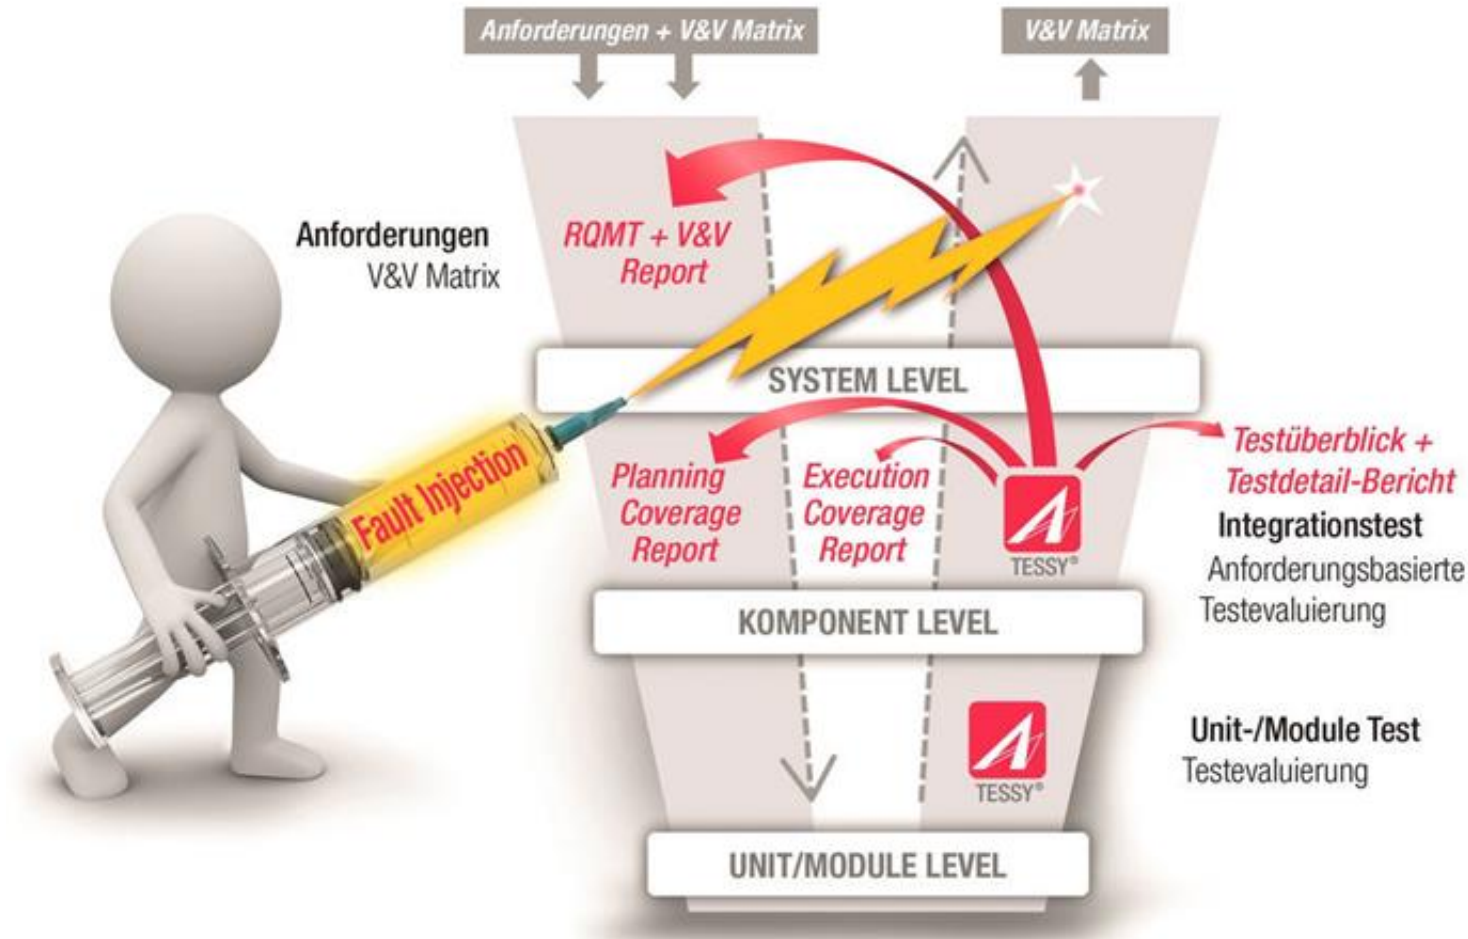 Anforderungen + V&V Matrix
V&V Matrix
Anforderungen
V&V Matrix
RQMT + V&V
Report
SYSTEM LEVEL
Fault Injection
Planning
Coverage
Report
Execution
Coverage
Report
TESSY®
Testüberblick +
Testdetail-Bericht
Integrationstest
Anforderungsbasierte
Testevaluierung
KOMPONENT LEVEL
TESSY®
Unit-/Module Test
Testevaluierung
UNIT/MODULE LEVEL